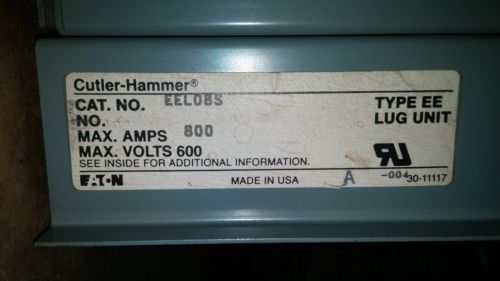 Cutler-Hammer®
CAT. NO. EEL08S TYPE EE
NO. LUG UNIT
MAX. AMPS 800
MAX. VOLTS 600
SEE INSIDE FOR ADDITIONAL INFORMATION.
EATON MADE IN USA A -004 30-11117